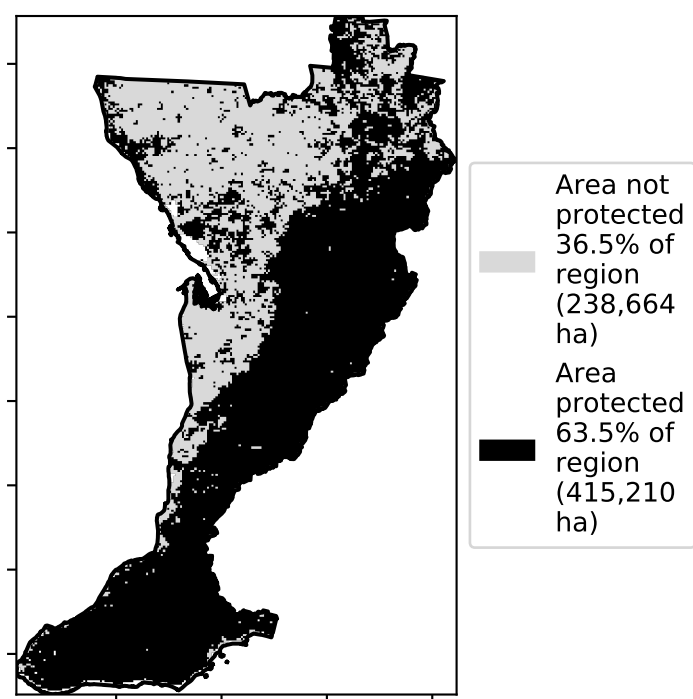 Area not
protected
36.5% of
region
(238,664
ha)
Area
protected
63.5% of
region
(415,210
ha)